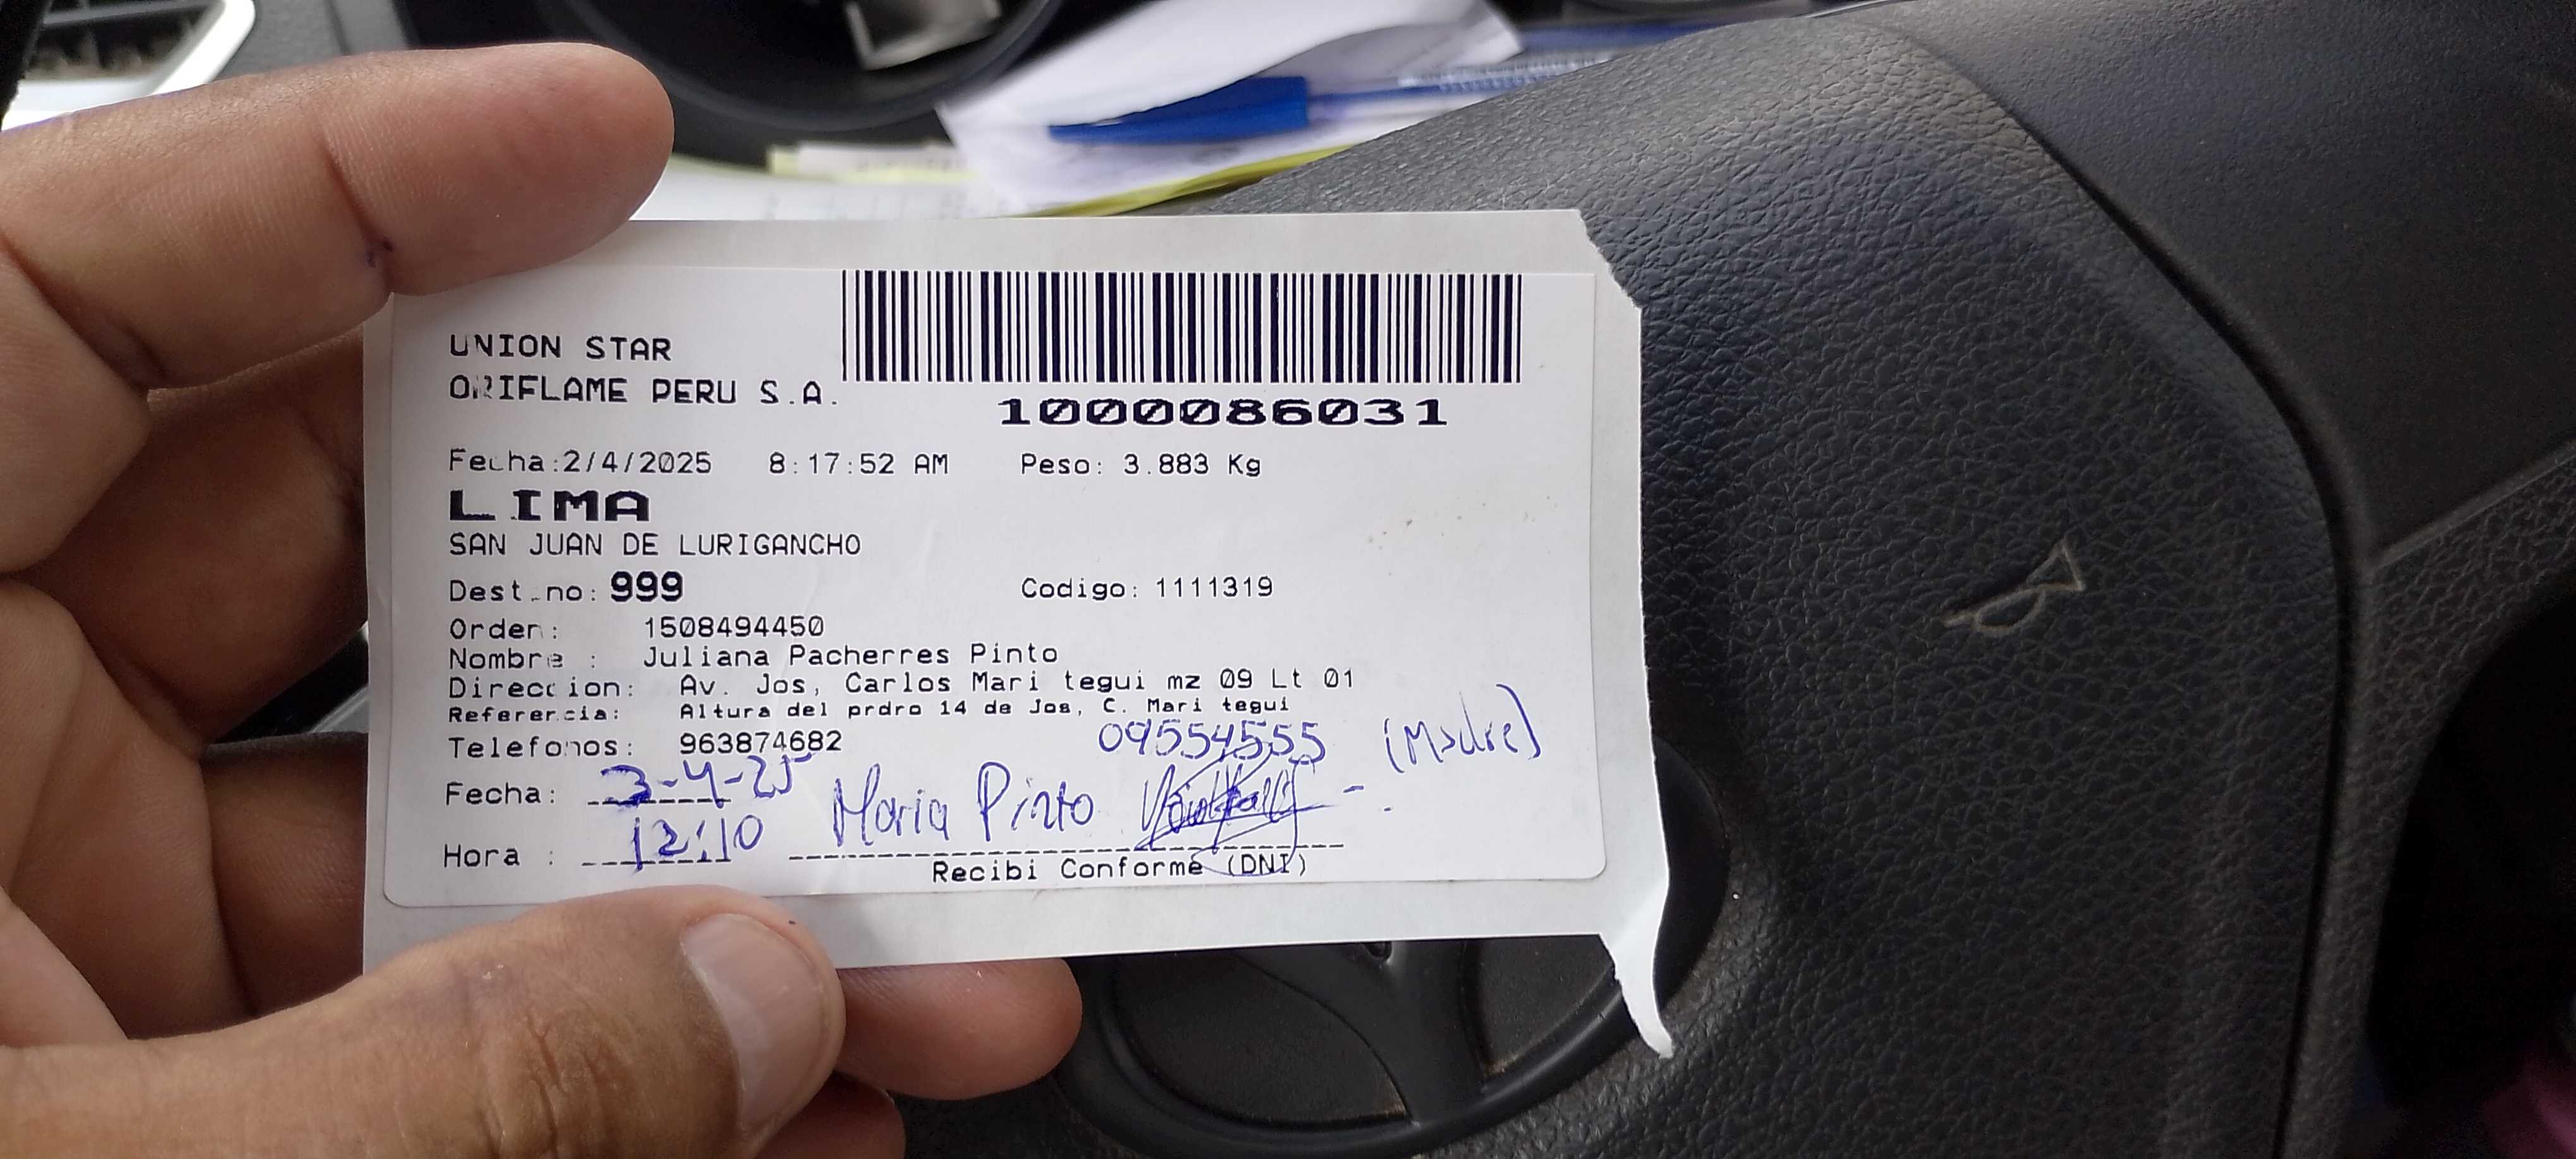 UNION STAR
ORIFLAME PERU S.A.
1000086031
Fecha:2/4/2025 8:17:52 AM Peso: 3.883 Kg
LIMA
SAN JUAN DE LURIGANCHO
Dest.no: 999 Codigo: 1111319
Orden: 1508494450
Nombre : Juliana Pacherres Pinto
Direccion: Av. Jos, Carlos Mari tegui mz 09 Lt 01
Referencia: Altura del prdro 14 de Jos, C. Mari tegui
Telefonos: 963874682 09554555 (Madre)
Fecha: 3-4-25
Maria Pinto
Hora : 12:10
Recibi Conforme (DNI)